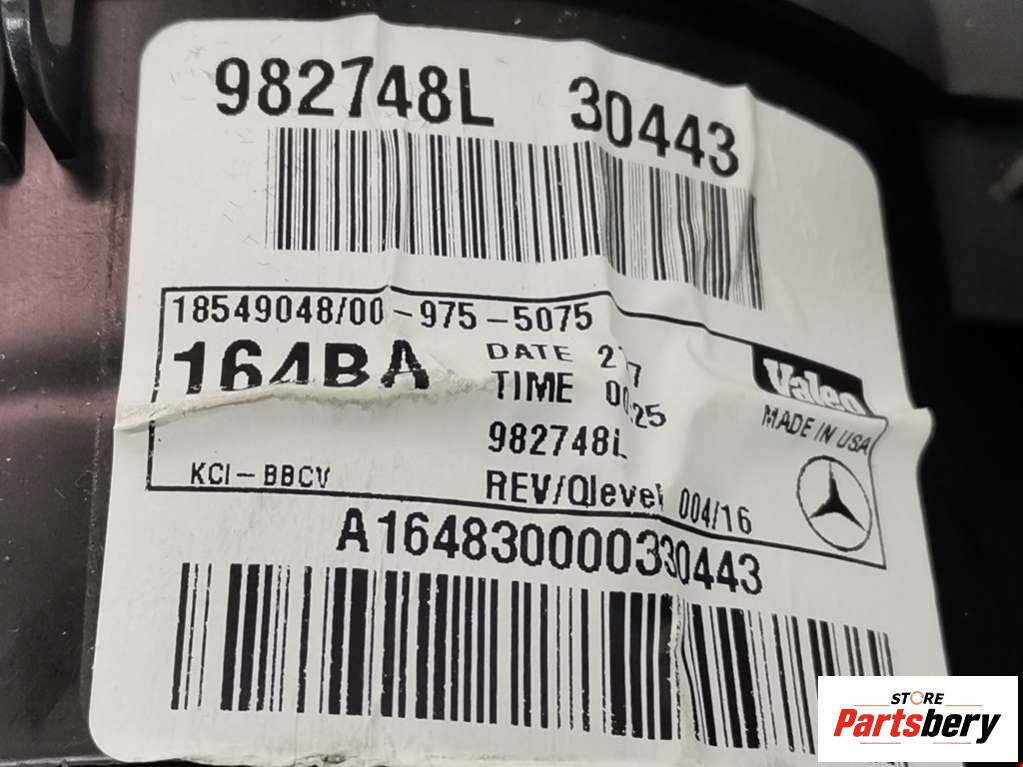 982748L 30443
18549048/00-975-5075
164BA
DATE
TIME
982748L
Valeo
MADE IN USA
KCI-BBCV
REV/Qlevel 004/16
A164830000330443
STORE
Partsbery